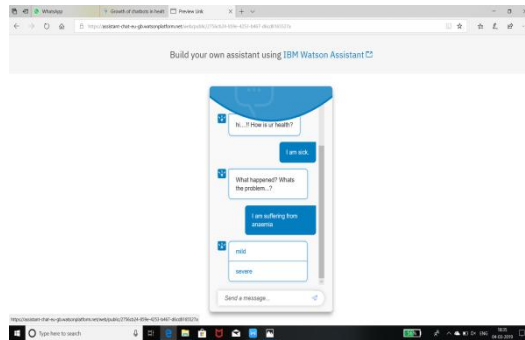 WhatsApp
Growth of chatbots in healt
Preview Link
Build your own assistant using IBM Watson Assistant
hi...!! How is ur health?
I am sick.
What happened? Whats
the problem...?
I am suffering from
anaemia
mild
severe
Send a message...
Type here to search
ENG